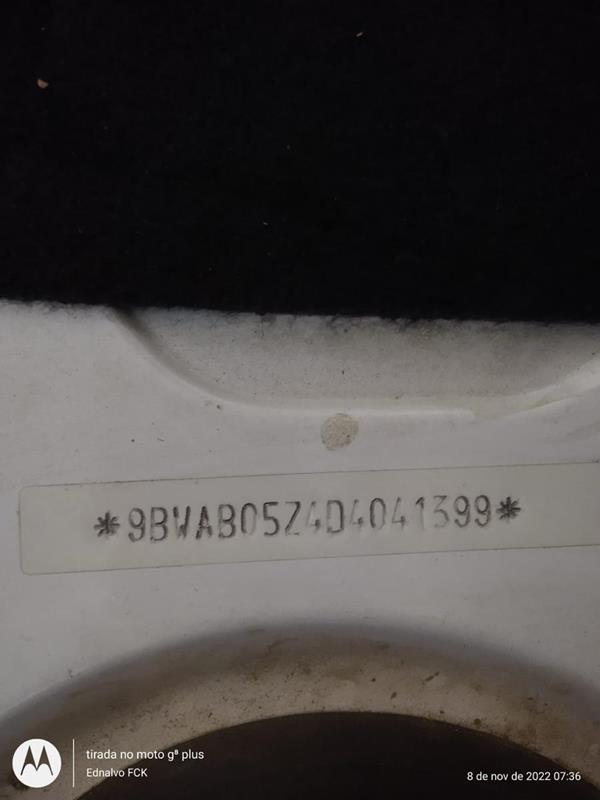 *9BWAB05Z4D4041399*
tirada no moto g⁸ plus
Ednalvo FCK
8 de nov de 2022 07:36